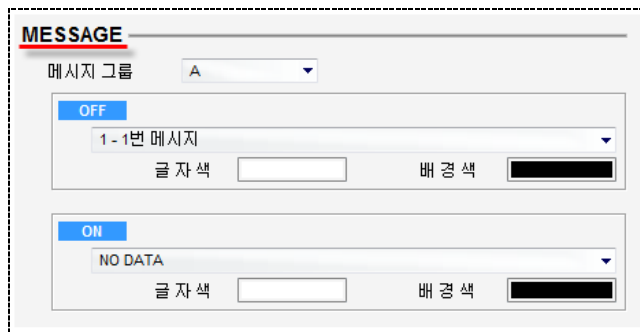 MESSAGE
메시지 그룹 A
OFF
1 - 1번 메시지
글 자 색 배 경 색
ON
NO DATA
글 자 색 배 경 색